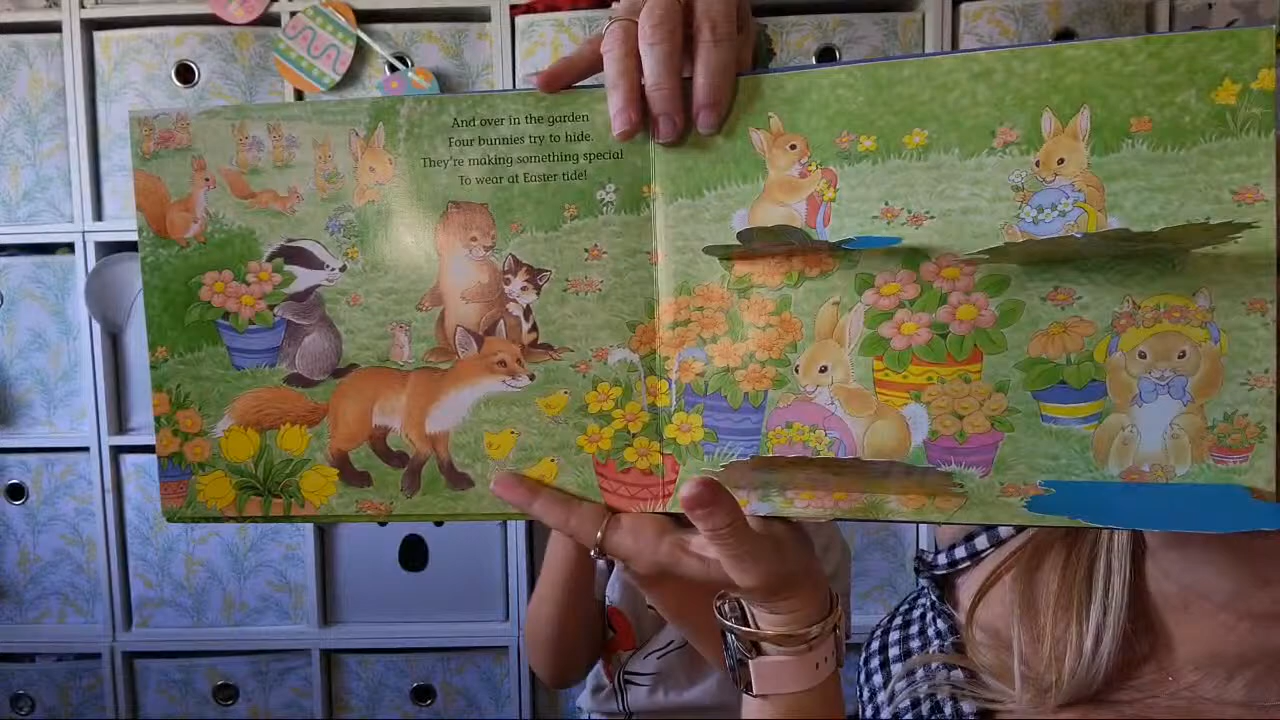 And over in the garden
Four bunnies try to hide.
They're making something special
To wear at Easter tide!